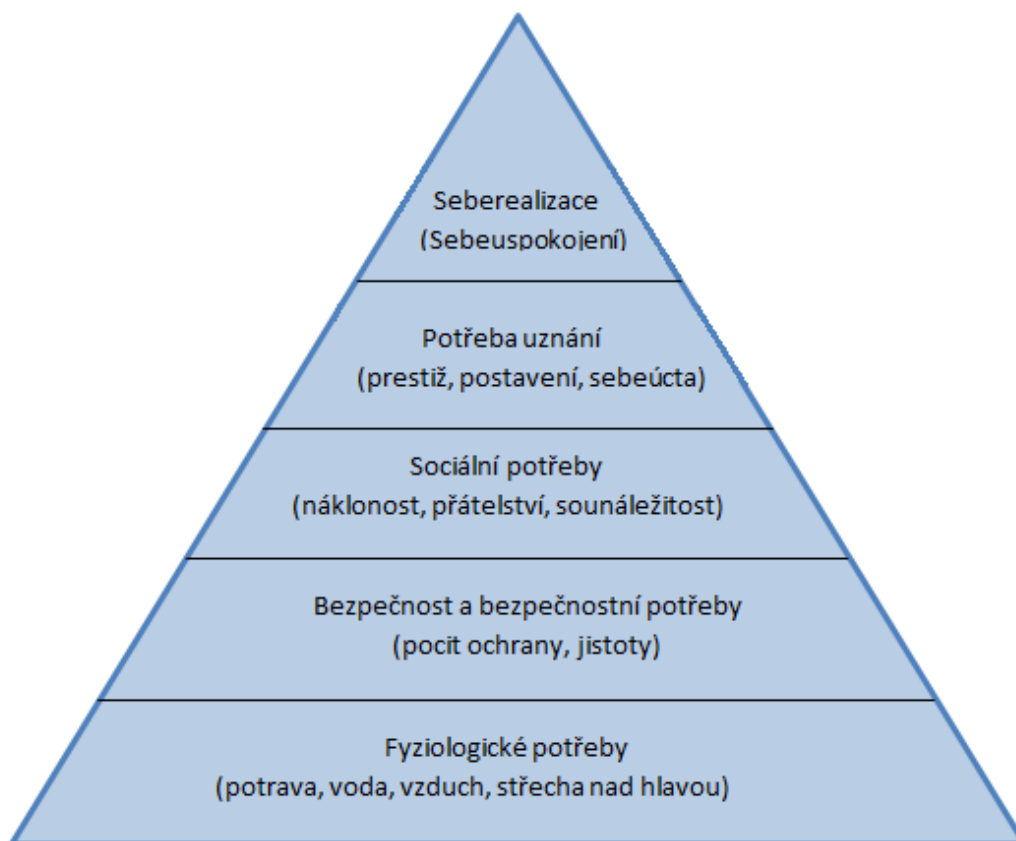 Seberealizace
(Sebeuspokojení)
Potřeba uznání
(prestiž, postavení, sebeúcta)
Sociální potřeby
(náklonost, přátelství, sounáležitost)
Bezpečnost a bezpečnostní potřeby
(pocit ochrany, jistoty)
Fyziologické potřeby
(potrava, voda, vzduch, střecha nad hlavou)